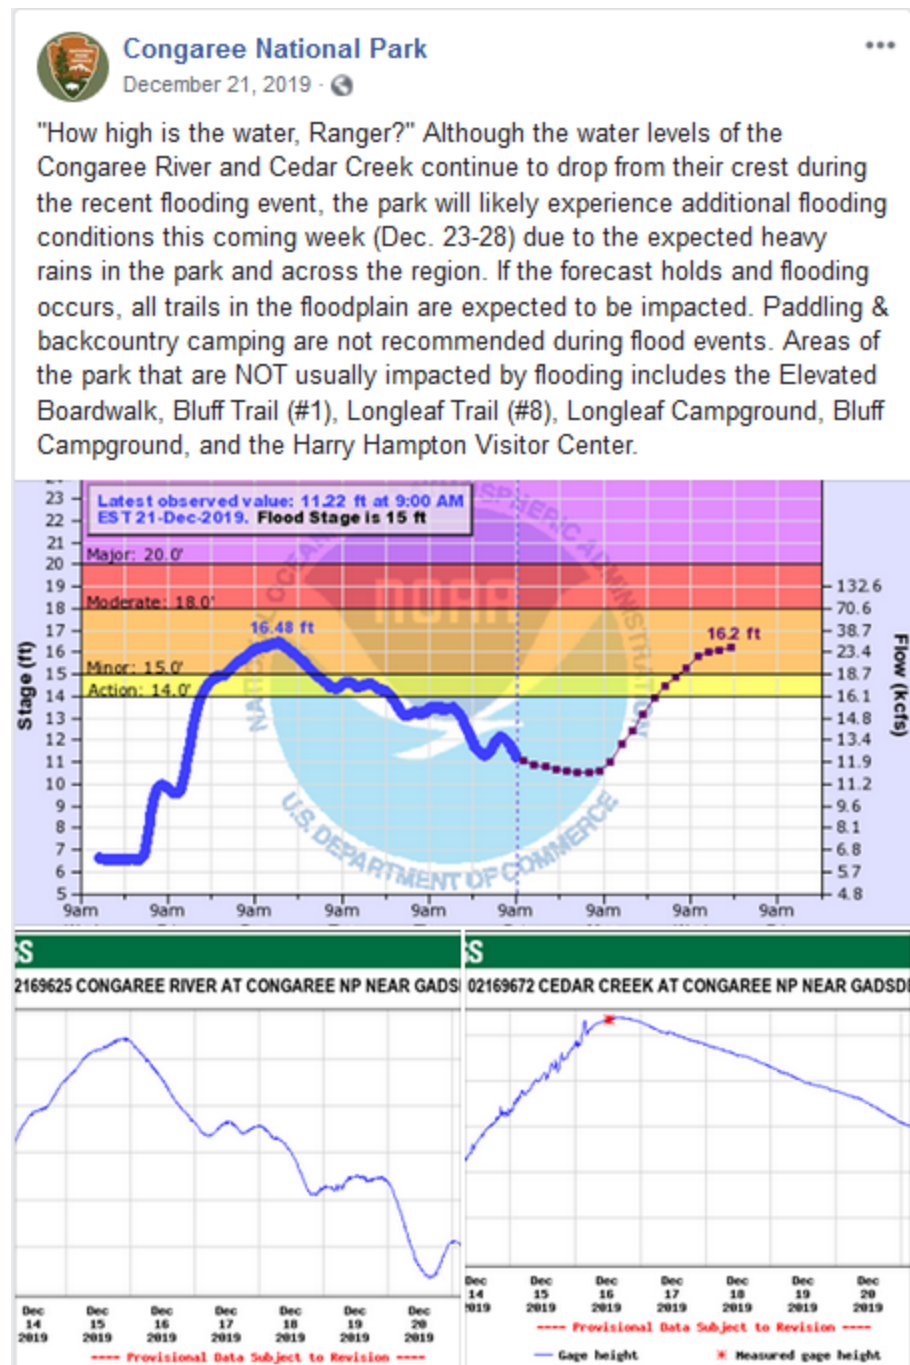 Congaree National Park
December 21, 2019 ·
"How high is the water, Ranger?" Although the water levels of the
Congaree River and Cedar Creek continue to drop from their crest during
the recent flooding event, the park will likely experience additional flooding
conditions this coming week (Dec. 23-28) due to the expected heavy
rains in the park and across the region. If the forecast holds and flooding
occurs, all trails in the floodplain are expected to be impacted. Paddling &
backcountry camping are not recommended during flood events. Areas of
the park that are NOT usually impacted by flooding includes the Elevated
Boardwalk, Bluff Trail (#1), Longleaf Trail (#8), Longleaf Campground, Bluff
Campground, and the Harry Hampton Visitor Center.
Latest observed value: 11.22 ft at 9:00 AM
EST 21-Dec-2019. Flood Stage is 15 ft
Major: 20.0'
Moderate: 18.0'
16.48 ft
16.2 ft
Minor: 15.0'
Action: 14.0'
Stage (ft)
23
22
21
20
19
18
17
16
15
14
13
12
11
10
9
8
7
6
5
Flow (kcfs)
132.6
70.6
38.7
23.4
18.7
16.1
14.8
13.4
11.9
11.2
9.6
8.1
6.8
5.7
4.8
NOAA
U.S. DEPARTMENT OF COMMERCE
9am 9am 9am 9am 9am 9am 9am 9am 9am
2169625 CONGAREE RIVER AT CONGAREE NP NEAR GADS
Dec Dec Dec Dec Dec Dec Dec
14 15 16 17 18 19 20
2019 2019 2019 2019 2019 2019 2019
---- Provisional Data Subject to Revision ----
02169672 CEDAR CREEK AT CONGAREE NP NEAR GADSD
Dec Dec Dec Dec Dec Dec Dec
14 15 16 17 18 19 20
2019 2019 2019 2019 2019 2019 2019
---- Provisional Data Subject to Revision ----
Gage height
Measured gage height